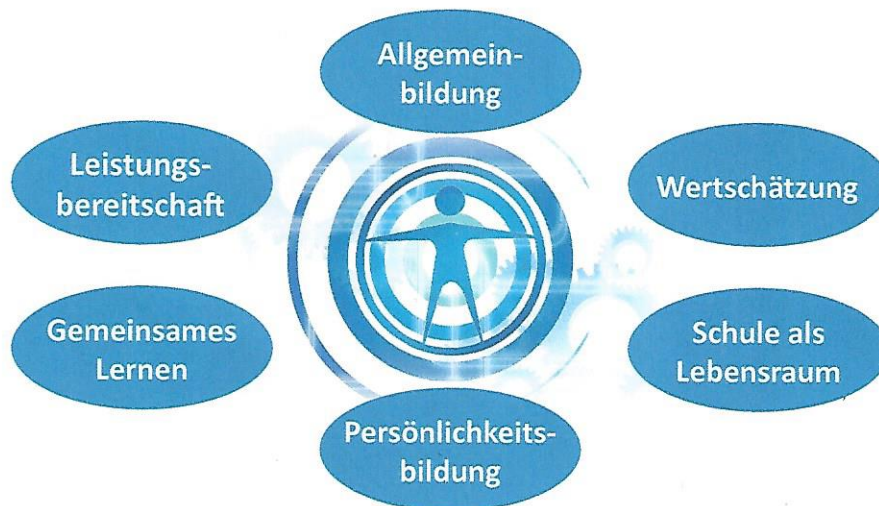 Allgemein-
bildung
Leistungs-
bereitschaft
Wertschätzung
Gemeinsames
Lernen
Schule als
Lebensraum
Persönlichkeits-
bildung